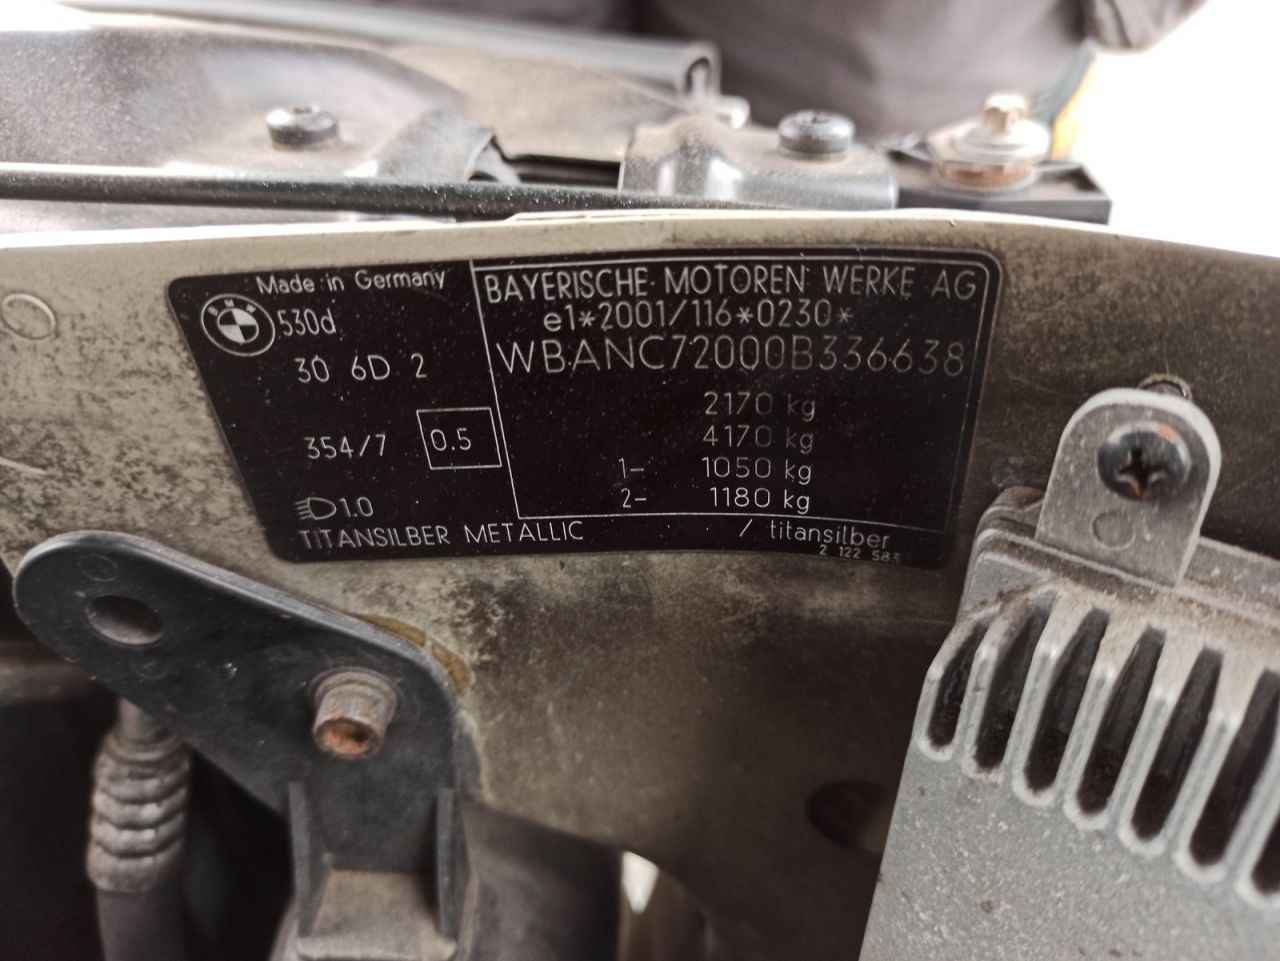 Made in Germany
BMW
530d
30 6D 2
354/7
0.5
1.0
TITANSILBER METALLIC / titansilber
2 122 583
BAYERISCHE MOTOREN WERKE AG
e1*2001/116*0230*
WBANC72000B336638
2170 kg
4170 kg
1- 1050 kg
2- 1180 kg